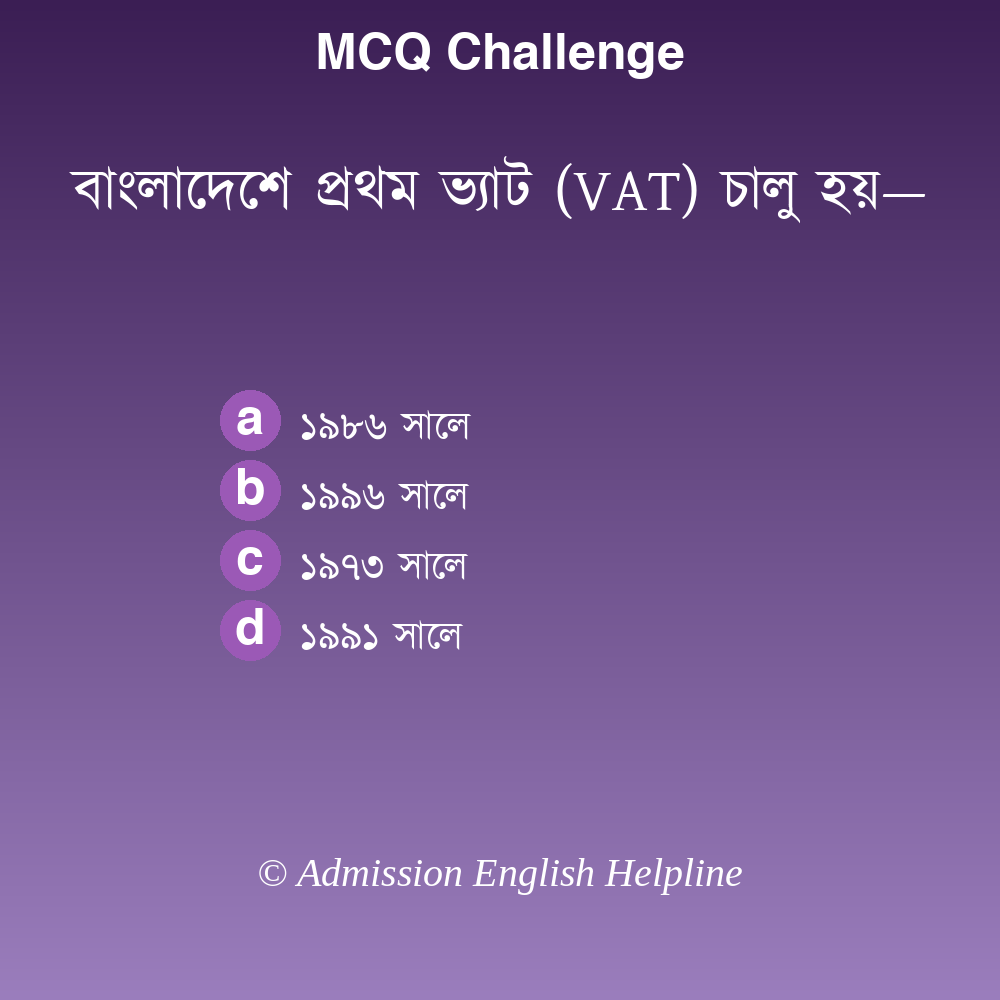 MCQ Challenge
বাংলাদেশে প্রথম ভ্যাট (VAT) চালু হয়—
a ১৯৮৬ সালে
b ১৯৯৬ সালে
c ১৯৭৩ সালে
d ১৯৯১ সালে
© Admission English Helpline